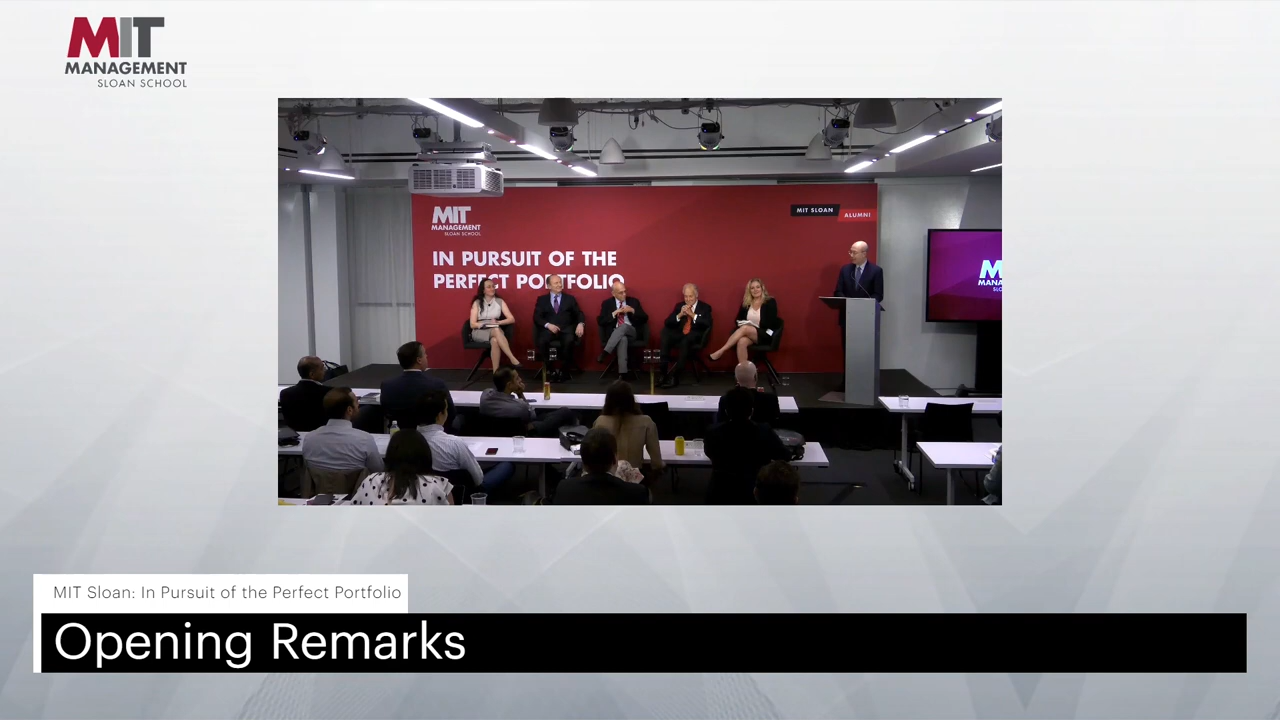 MIT
MANAGEMENT
SLOAN SCHOOL
MIT SLOAN
ALUMNI
MIT
MANAGEMENT
SLOAN SCHOOL
IN PURSUIT OF THE
PERFECT PORTFOLIO
MIT Sloan: In Pursuit of the Perfect Portfolio
Opening Remarks